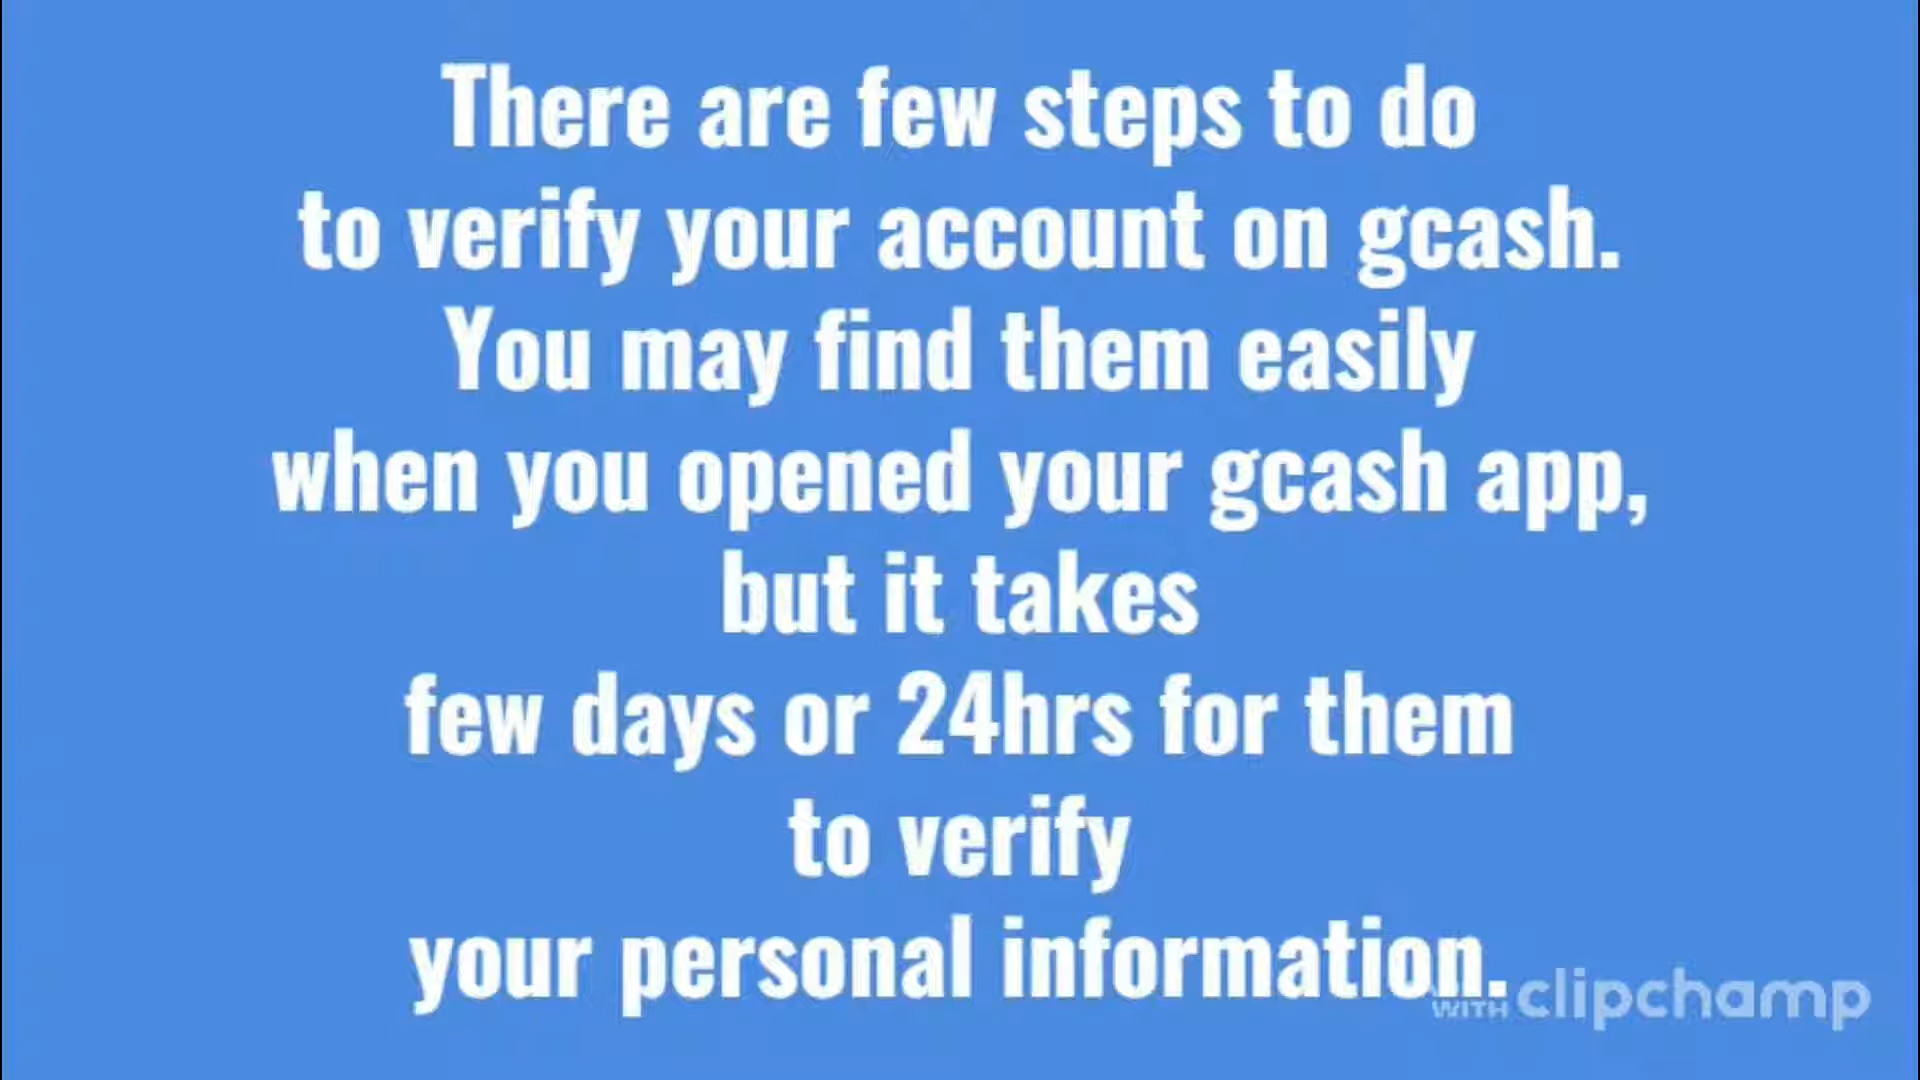 There are few steps to do
to verify your account on gcash.
You may find them easily
when you opened your gcash app,
but it takes
few days or 24hrs for them
to verify
your personal information.
WITH clipchamp